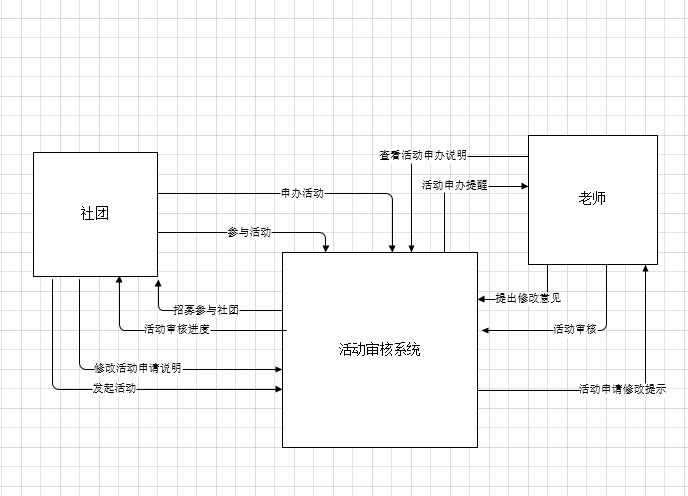 查看活动申办说明
活动申办提醒
社团
申办活动
老师
参与活动
提出修改意见
招募参与社团
活动审核进度
活动审核
活动审核系统
修改活动申请说明
发起活动
活动申请修改提示